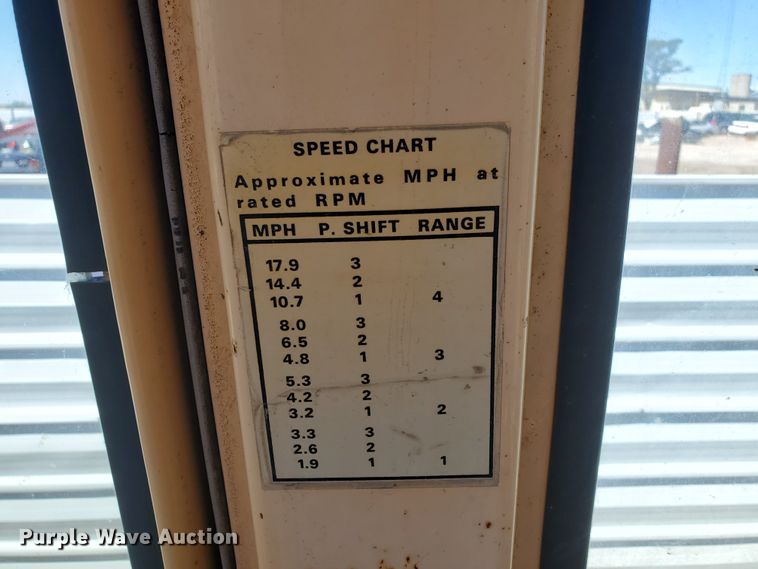 SPEED CHART
Approximate MPH at
rated RPM
MPH P. SHIFT RANGE
17.9 3
14.4 2
10.7 1 4
8.0 3
6.5 2
4.8 1 3
5.3 3
4.2 2
3.2 1 2
3.3 3
2.6 2
1.9 1 1
Purple Wave Auction